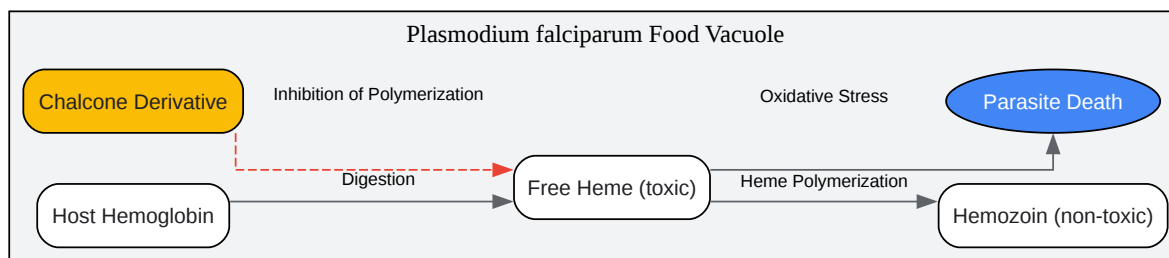 Plasmodium falciparum Food Vacuole
Chalcone Derivative
Inhibition of Polymerization
Oxidative Stress
Parasite Death
Host Hemoglobin
Digestion
Free Heme (toxic)
Heme Polymerization
Hemozoin (non-toxic)